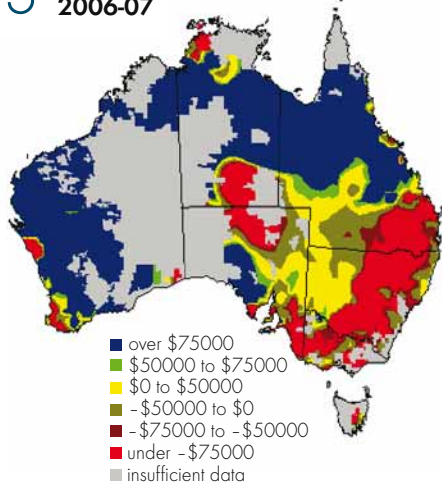 2006-07
over $75000
$50000 to $75000
$0 to $50000
–$50000 to $0
–$75000 to –$50000
under –$75000
insufficient data